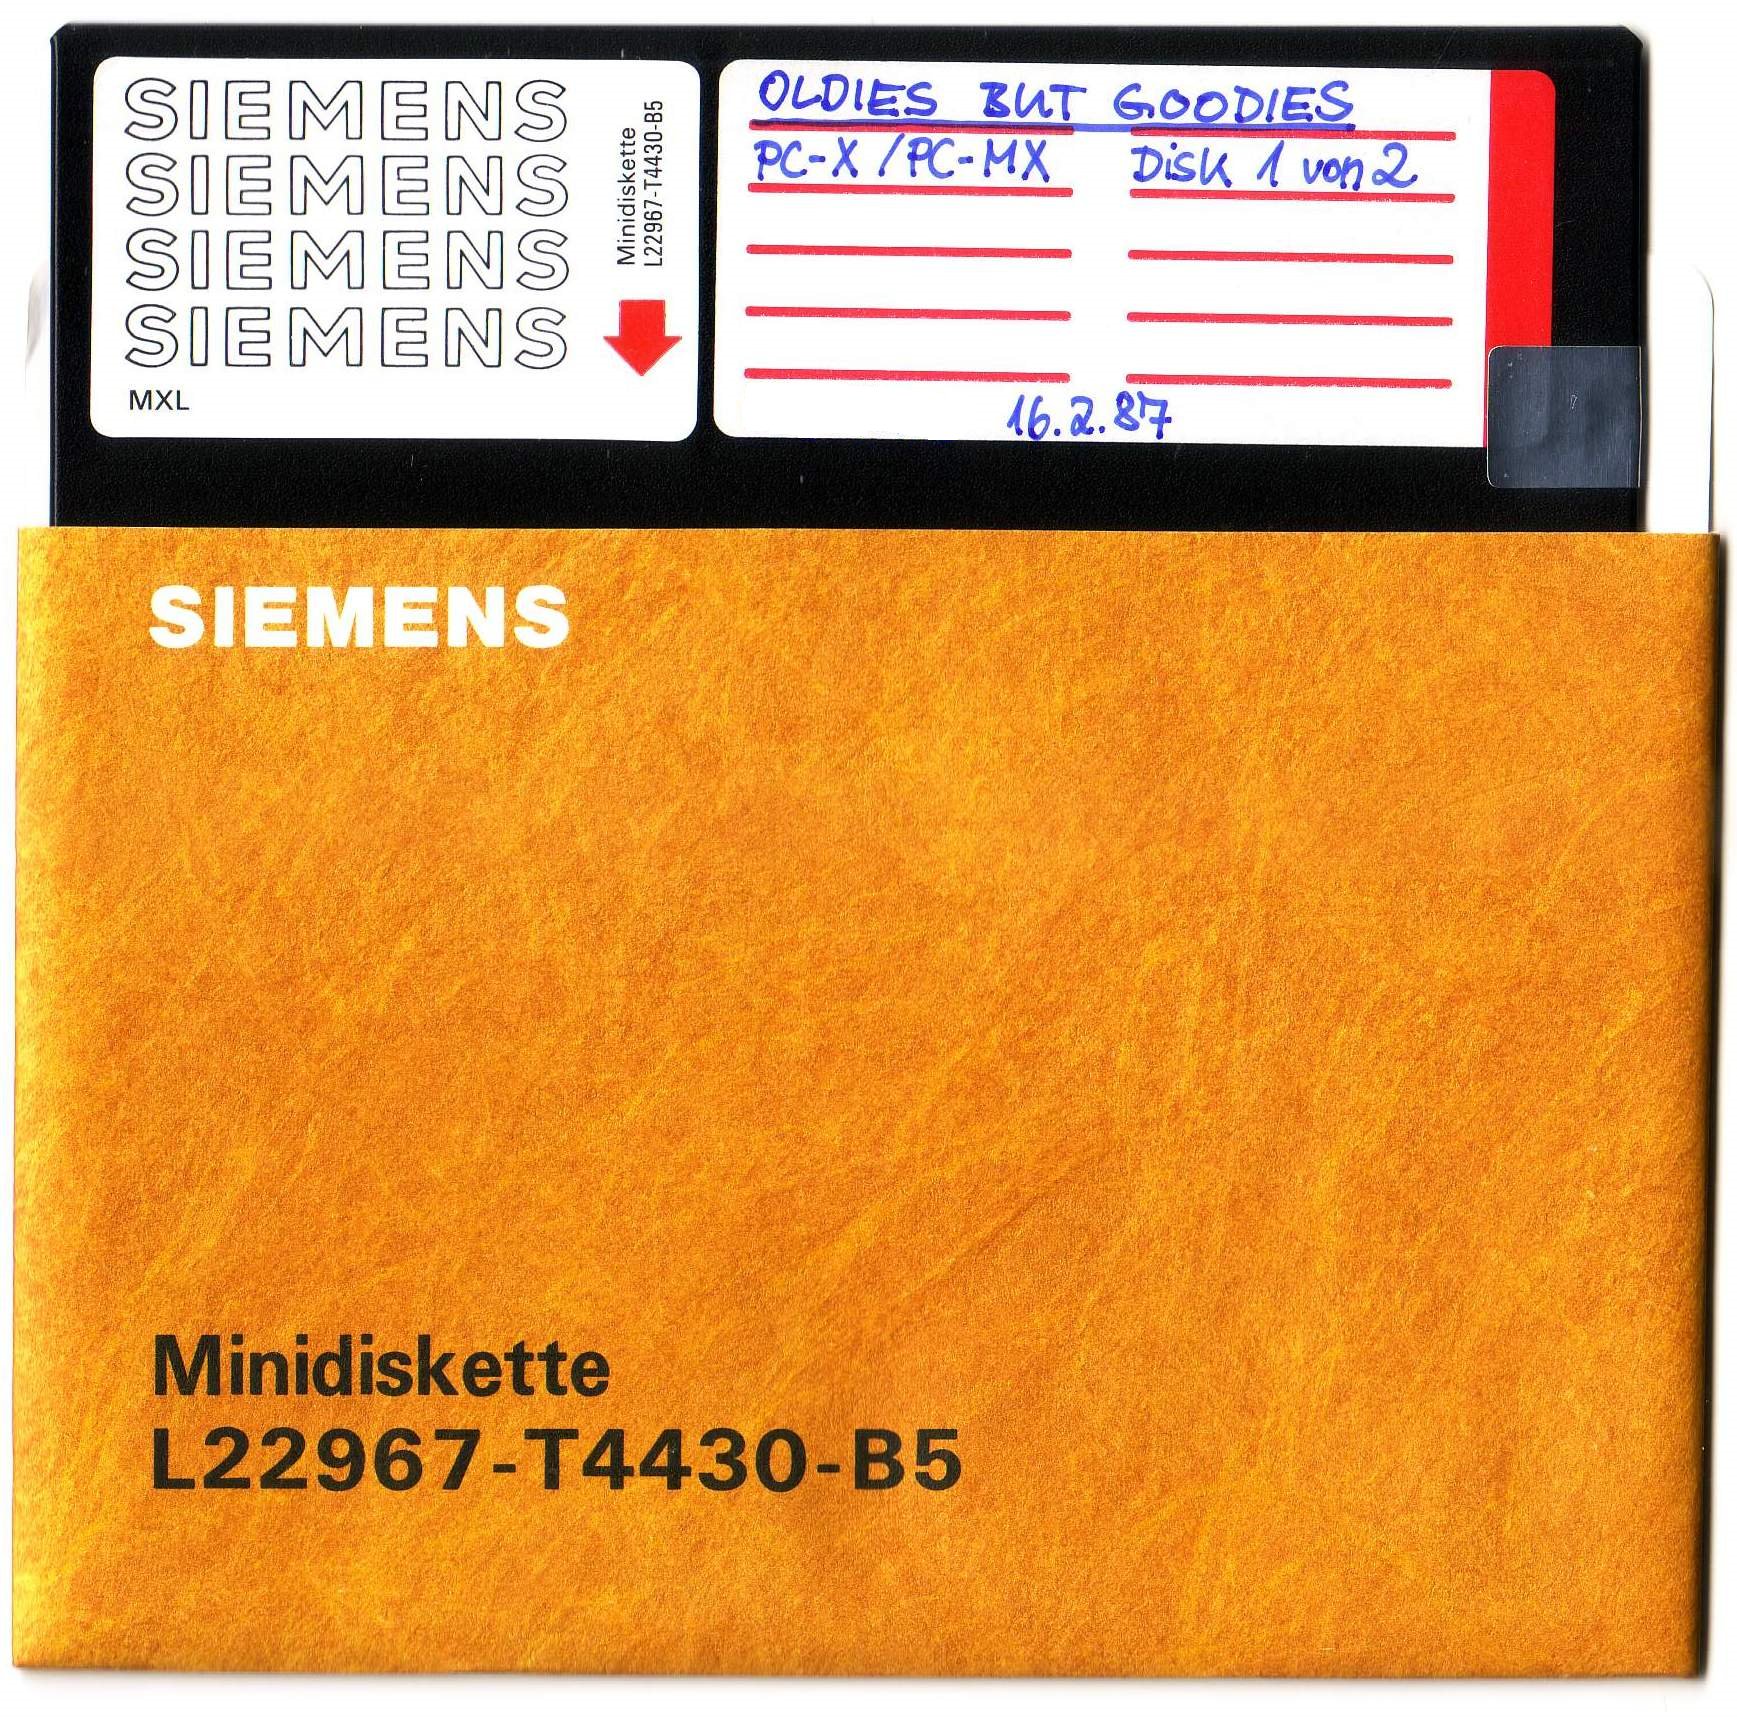 SIEMENS
SIEMENS
SIEMENS
SIEMENS
MXL
Minidiskette
L22967-T4430-B5
OLDIES BUT GOODIES
PC-X / PC-MX Disk 1 von 2
16.2.87
SIEMENS
Minidiskette
L22967-T4430-B5